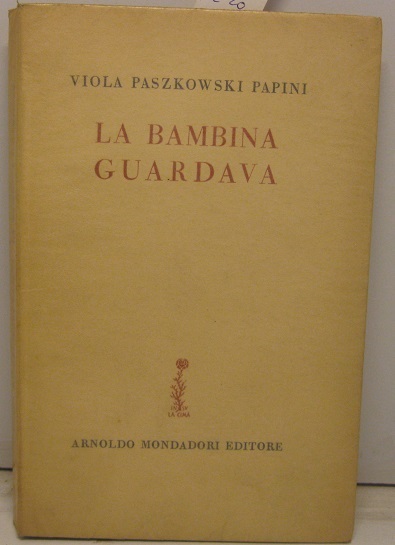 VIOLA PASZKOWSKI PAPINI
LA BAMBINA
GUARDAVA
ARNOLDO MONDADORI EDITORE